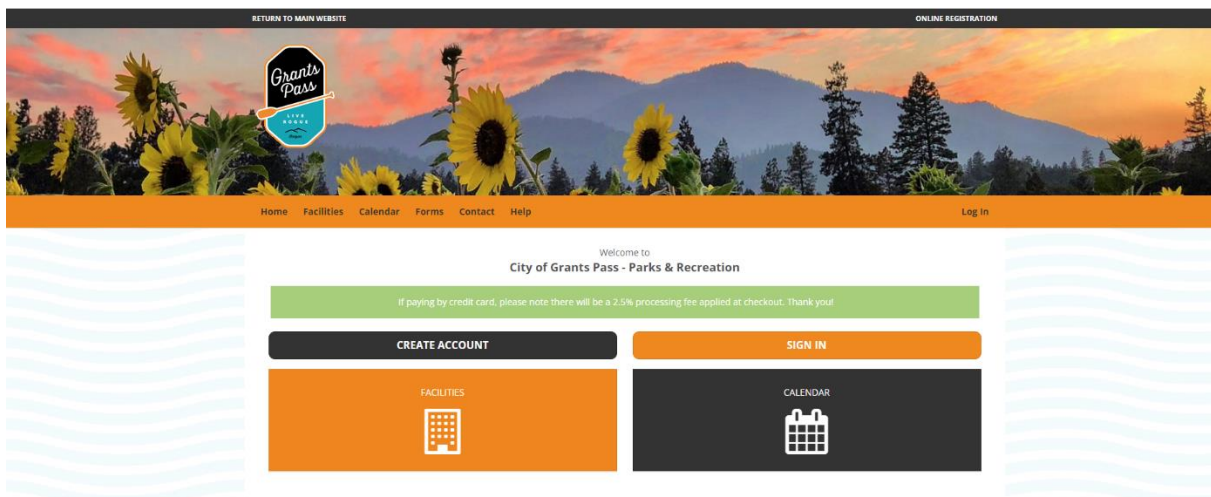 RETURN TO MAIN WEBSITE
ONLINE REGISTRATION
Grants
Pass
LIFE
ROGUE
Oregon
Home Facilities Calendar Forms Contact Help
Log In
Welcome to
City of Grants Pass - Parks & Recreation
If paying by credit card, please note there will be a 2.5% processing fee applied at checkout. Thank you!
CREATE ACCOUNT
SIGN IN
FACILITIES
CALENDAR